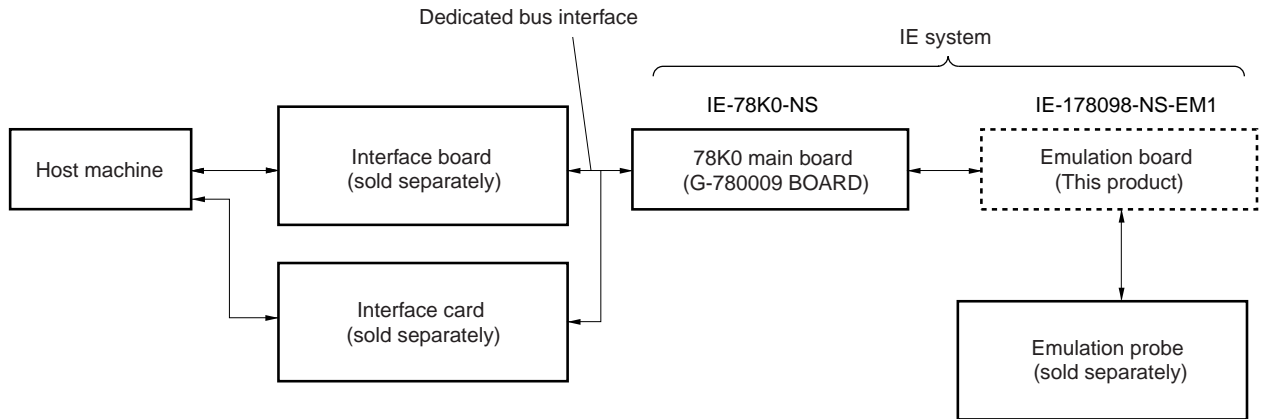 Dedicated bus interface
IE system
IE-78K0-NS
IE-178098-NS-EM1
Host machine
Interface board
(sold separately)
78K0 main board
(G-780009 BOARD)
Emulation board
(This product)
Interface card
(sold separately)
Emulation probe
(sold separately)